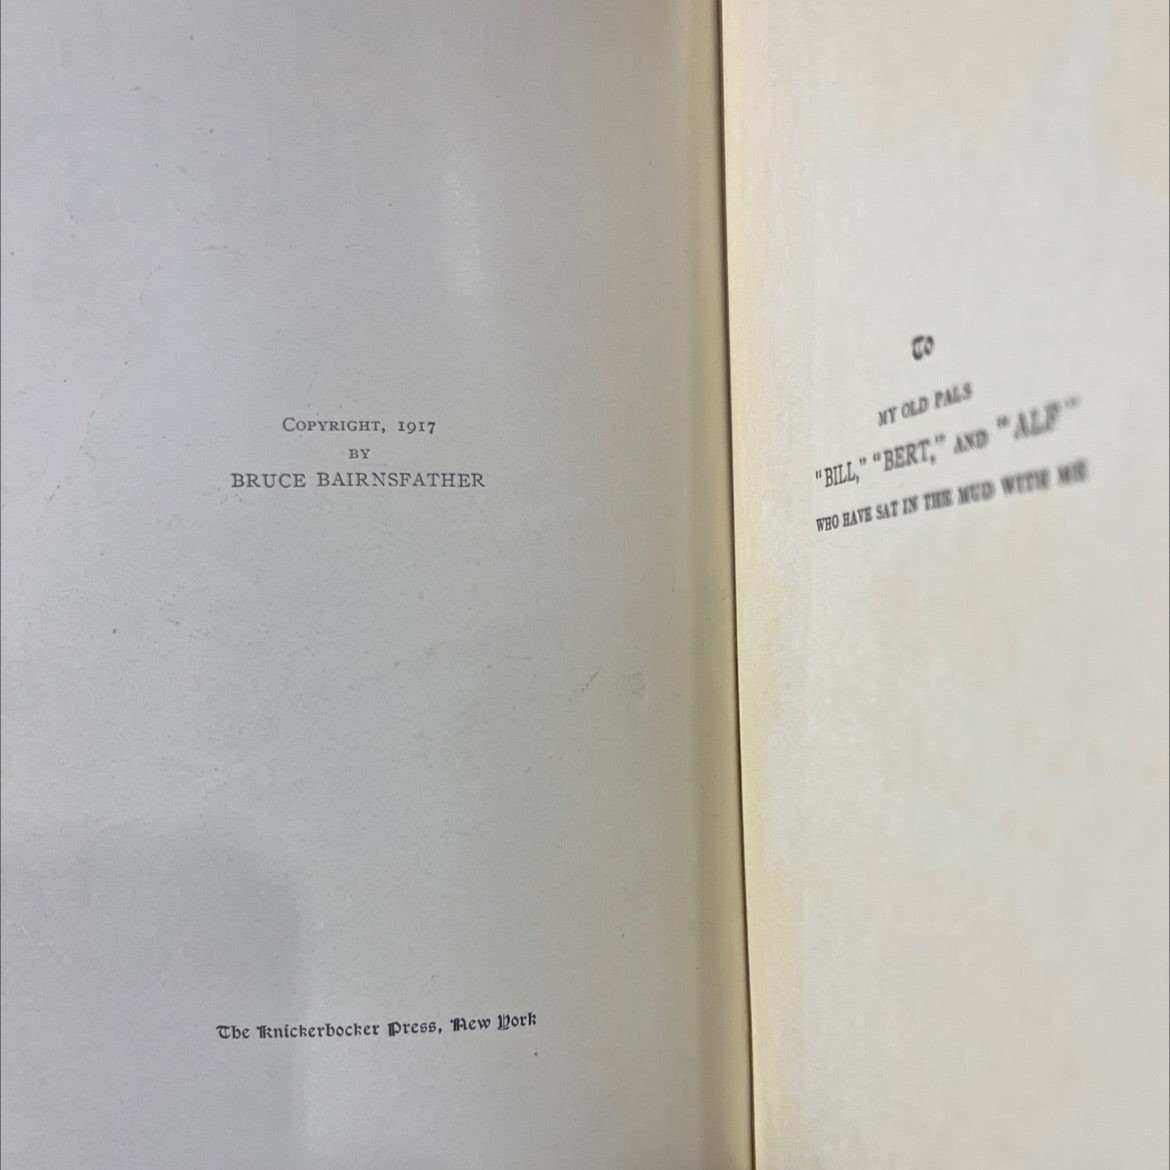 COPYRIGHT, 1917
BY
BRUCE BAIRNSFATHER
The Knickerbocker Press, New York
To
MY OLD PALS
"BILL," "BERT," AND "ALF"
WHO HAVE SAT IN THE MUD WITH ME